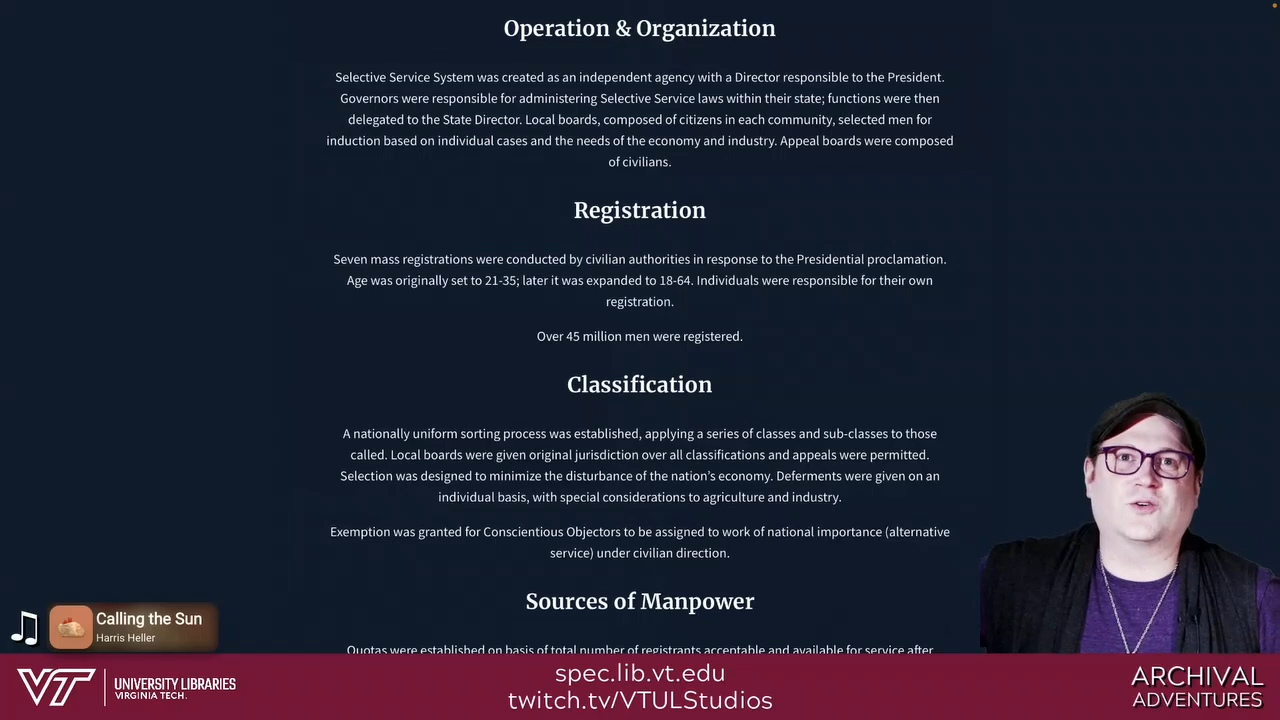 Operation & Organization
Selective Service System was created as an independent agency with a Director responsible to the President.
Governors were responsible for administering Selective Service laws within their state; functions were then
delegated to the State Director. Local boards, composed of citizens in each community, selected men for
induction based on individual cases and the needs of the economy and industry. Appeal boards were composed
of civilians.
Registration
Seven mass registrations were conducted by civilian authorities in response to the Presidential proclamation.
Age was originally set to 21-35; later it was expanded to 18-64. Individuals were responsible for their own
registration.
Over 45 million men were registered.
Classification
A nationally uniform sorting process was established, applying a series of classes and sub-classes to those
called. Local boards were given original jurisdiction over all classifications and appeals were permitted.
Selection was designed to minimize the disturbance of the nation’s economy. Deferments were given on an
individual basis, with special considerations to agriculture and industry.
Exemption was granted for Conscientious Objectors to be assigned to work of national importance (alternative
service) under civilian direction.
Sources of Manpower
Quotas were established on basis of total number of registrants acceptable and available for service after
Calling the Sun
Harris Heller
VT
UNIVERSITY LIBRARIES
VIRGINIA TECH.
spec.lib.vt.edu
twitch.tv/VTULStudios
ARCHIVAL
ADVENTURES